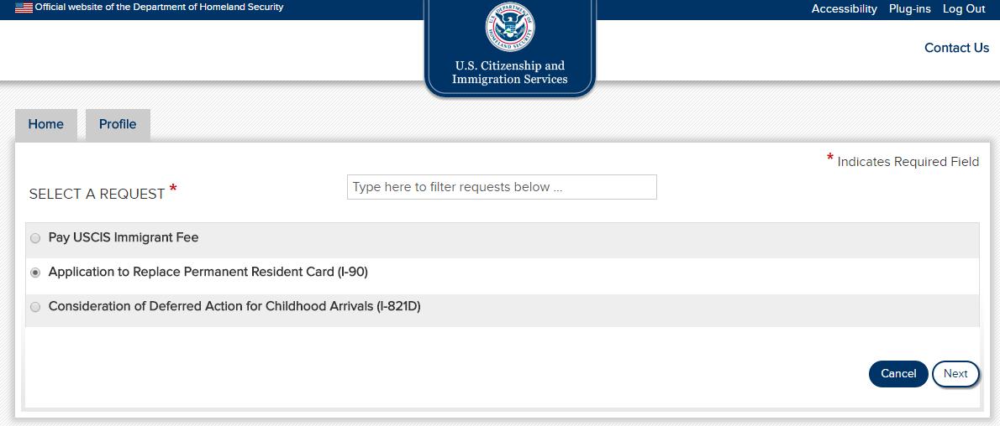 Official website of the Department of Homeland Security
Accessibility Plug-ins Log Out
U.S. Citizenship and
Immigration Services
Contact Us
Home Profile
* Indicates Required Field
SELECT A REQUEST *
Type here to filter requests below ...
Pay USCIS Immigrant Fee
Application to Replace Permanent Resident Card (I-90)
Consideration of Deferred Action for Childhood Arrivals (I-821D)
Cancel Next